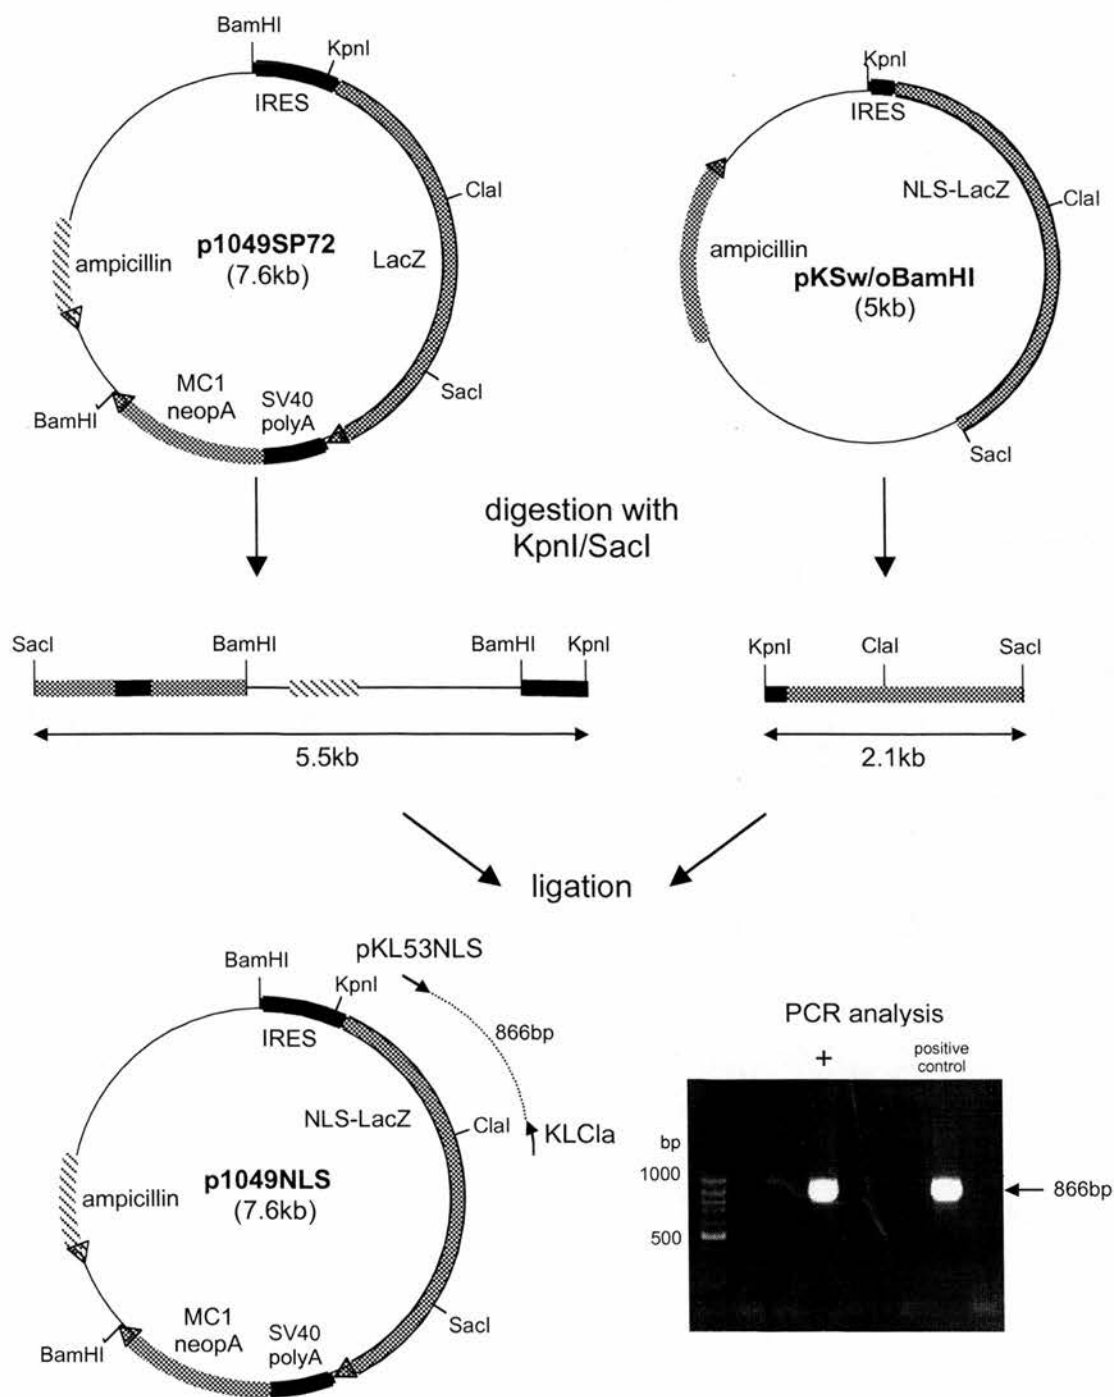 BamHI
KpnI
IRES
ClaI
ampicillin
p1049SP72
(7.6kb)
LacZ
SacI
MC1
neopA
SV40
polyA
BamHI
KpnI
IRES
NLS-LacZ
ClaI
ampicillin
pKSw/oBamHI
(5kb)
SacI
digestion with
KpnI/SacI
SacI
BamHI
BamHI
KpnI
5.5kb
KpnI
ClaI
SacI
2.1kb
ligation
BamHI
KpnI
pKL53NLS
IRES
866bp
NLS-LacZ
ClaI
KLCla
ampicillin
p1049NLS
(7.6kb)
SacI
MC1
neopA
SV40
polyA
BamHI
PCR analysis
+
positive
control
bp
1000
500
866bp